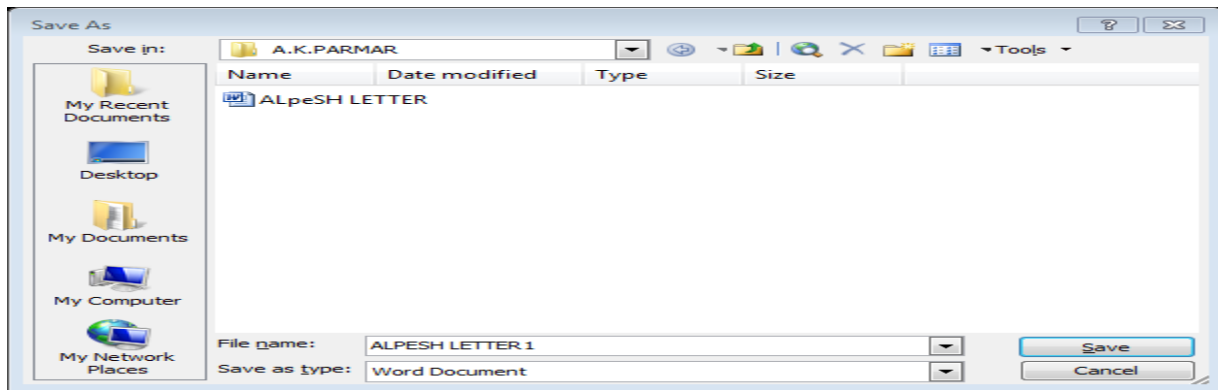 Save As
Save in:
A.K.PARMAR
Tools
Name Date modified Type Size
ALpeSH LETTER
My Recent
Documents
Desktop
My Documents
My Computer
My Network
Places
File name: ALPESH LETTER 1
Save
Save as type: Word Document
Cancel